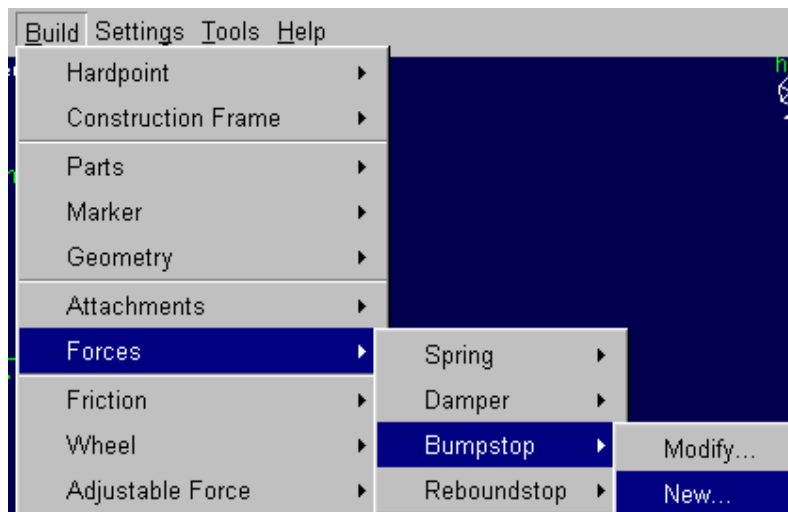 Build Settings Tools Help
Hardpoint
Construction Frame
Parts
Marker
Geometry
Attachments
Forces
Spring
Friction
Damper
Wheel
Bumpstop
Modify...
Adjustable Force
Reboundstop
New...